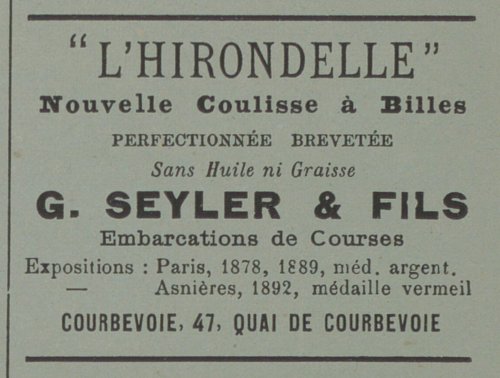 "L'HIRONDELLE"
Nouvelle Coulisse à Billes
PERFECTIONNÉE BREVETÉE
Sans Huile ni Graisse
G. SEYLER & FILS
Embarcations de Courses
Expositions : Paris, 1878, 1889, méd. argent.
— Asnières, 1892, médaille vermeil
COURBEVOIE, 47, QUAI DE COURBEVOIE